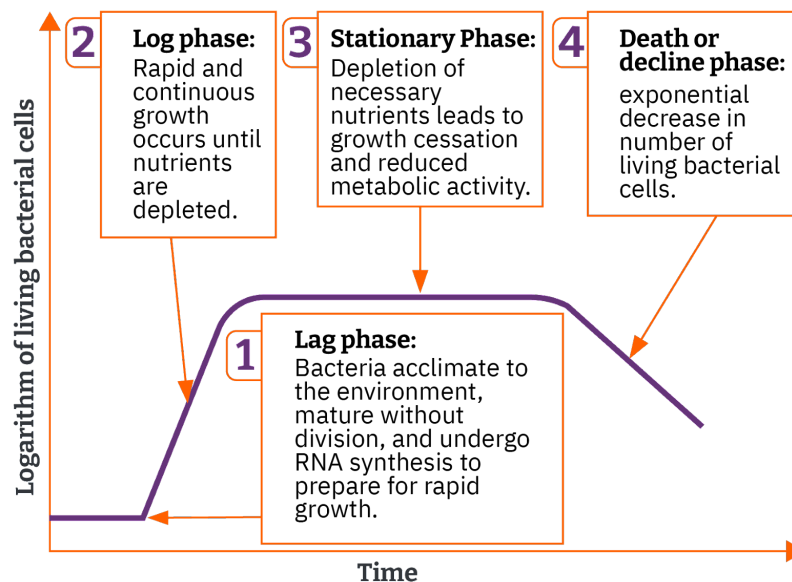 2
Log phase:
Rapid and
continuous
growth
occurs until
nutrients
are
depleted.
3
Stationary Phase:
Depletion of
necessary
nutrients leads to
growth cessation
and reduced
metabolic activity.
4
Death or
decline phase:
exponential
decrease in
number of
living bacterial
cells.
Logarithm of living bacterial cells
1
Lag phase:
Bacteria acclimate to
the environment,
mature without
division, and undergo
RNA synthesis to
prepare for rapid
growth.
Time